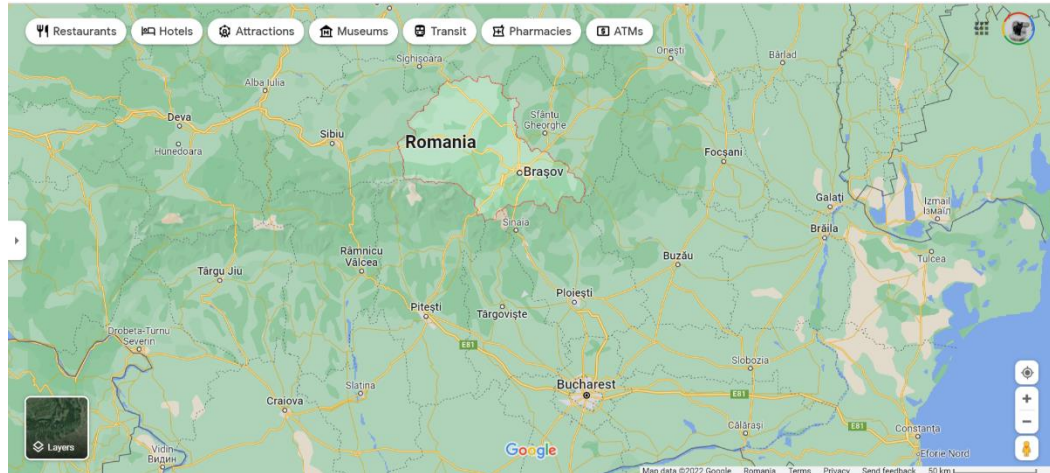 Restaurants
Hotels
Attractions
Museums
Transit
Pharmacies
ATMs
Sighișoara
Onești
Bârlad
Alba Iulia
Deva
Hunedoara
Sibiu
Romania
Sfântu
Gheorghe
Brașov
Focșani
Galați
Izmail
Ізмаїл
Sinaia
Brăila
Tulcea
Râmnicu
Vâlcea
Buzău
Târgu Jiu
Ploiești
Pitești
Târgoviște
Drobeta-Turnu
Severin
E81
Slobozia
Bucharest
Slatina
Craiova
E81
E81
Călărași
Constanța
Eforie Nord
Vidin
Видин
Layers
Google
Map data ©2022 Google
Romania
Terms
Privacy
Send feedback
50 km